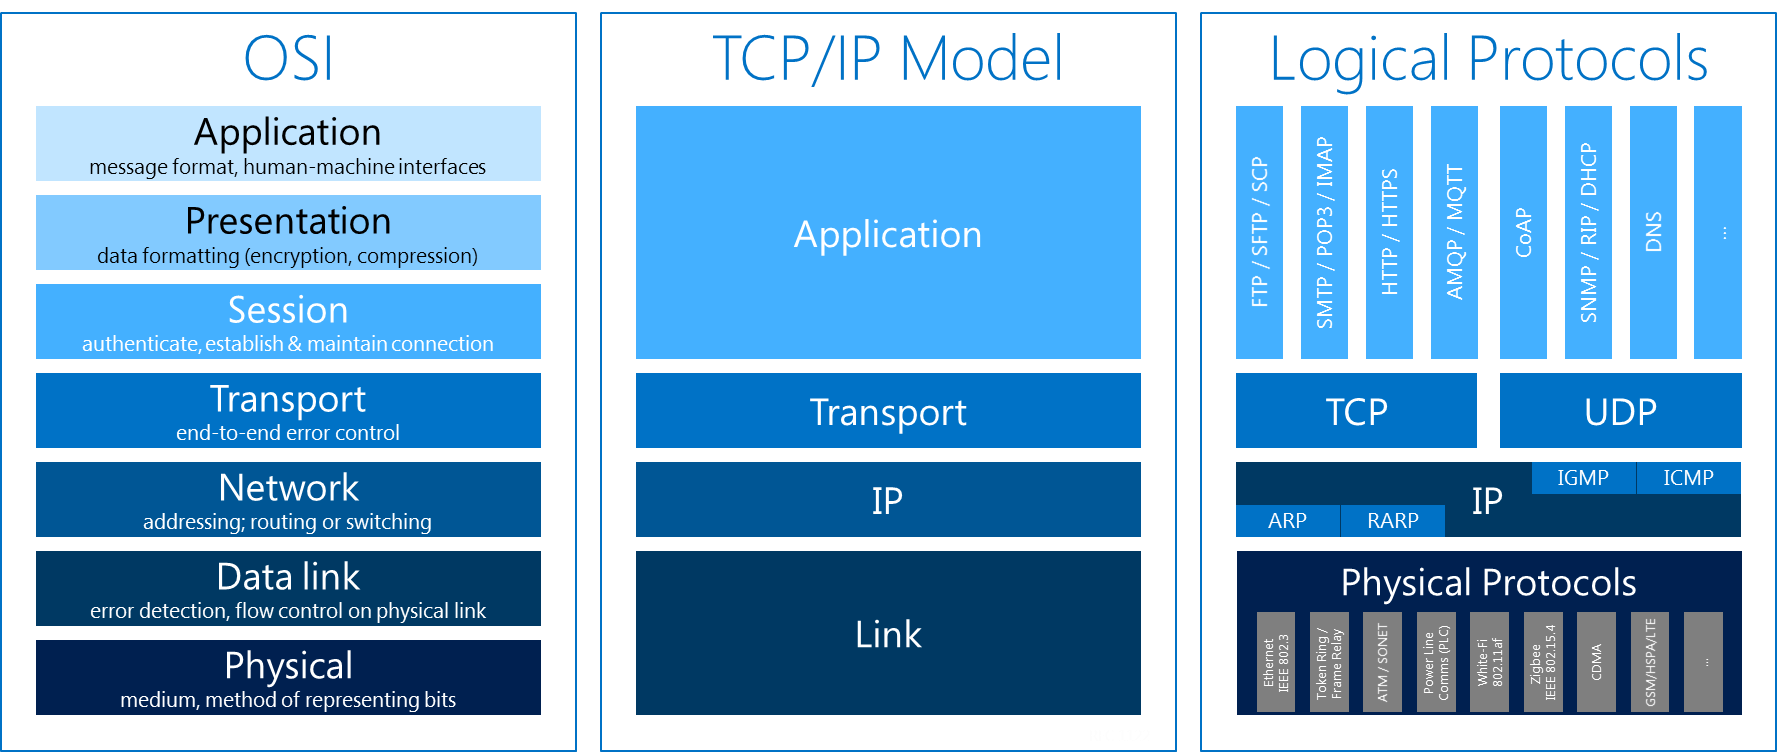 OSI
Application
message format, human-machine interfaces
Presentation
data formatting (encryption, compression)
Session
authenticate, establish & maintain connection
Transport
end-to-end error control
Network
addressing; routing or switching
Data link
error detection, flow control on physical link
Physical
medium, method of representing bits
TCP/IP Model
Application
Transport
IP
Link
Logical Protocols
FTP / SFTP / SCP
SMTP / POP3 / IMAP
HTTP / HTTPS
AMQP / MQTT
CoAP
SNMP / RIP / DHCP
DNS
...
TCP
UDP
IP
IGMP
ICMP
ARP
RARP
Physical Protocols
Ethernet
IEEE 802.3
Token Ring /
Frame Relay
ATM / SONET
Power Line
Comms (PLC)
White-Fi
802.11af
Zigbee
IEEE 802.15.4
CDMA
GSM/HSPA/LTE
...